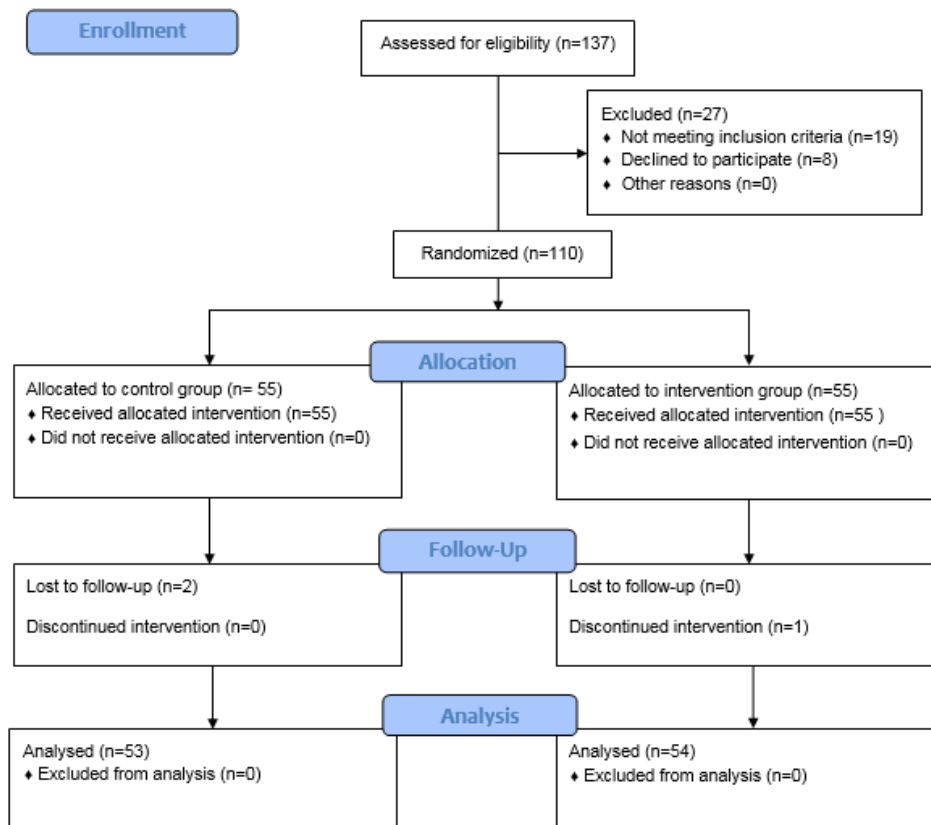 Enrollment
Assessed for eligibility (n=137)
Excluded (n=27)
♦ Not meeting inclusion criteria (n=19)
♦ Declined to participate (n=8)
♦ Other reasons (n=0)
Randomized (n=110)
Allocation
Allocated to control group (n= 55)
♦ Received allocated intervention (n=55)
♦ Did not receive allocated intervention (n=0)
Allocated to intervention group (n=55)
♦ Received allocated intervention (n=55 )
♦ Did not receive allocated intervention (n=0)
Follow-Up
Lost to follow-up (n=2)
Discontinued intervention (n=0)
Lost to follow-up (n=0)
Discontinued intervention (n=1)
Analysis
Analysed (n=53)
♦ Excluded from analysis (n=0)
Analysed (n=54)
♦ Excluded from analysis (n=0)